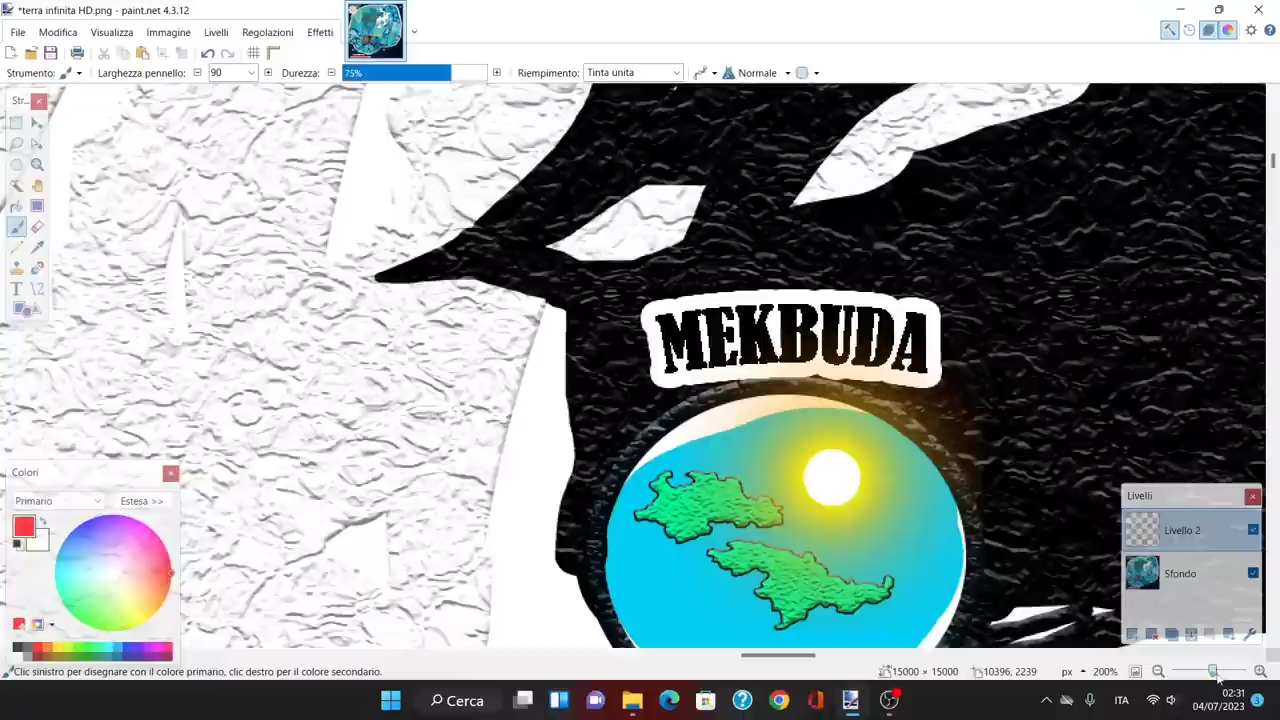 *terra infinita HD.png - paint.net 4.3.12
File Modifica Visualizza Immagine Livelli Regolazioni Effetti
Strumento: Larghezza pennello: 90 Durezza: 75% Riempimento: Tinta unita Normale
Str...
MEKBUDA
Colori
Primario Estesa >>
Livelli
Livello 2
Sfondo
Clic sinistro per disegnare con il colore primario, clic destro per il colore secondario. 15000 × 15000 10396, 2239 px 200%
Cerca ITA 02:31
04/07/2023 3